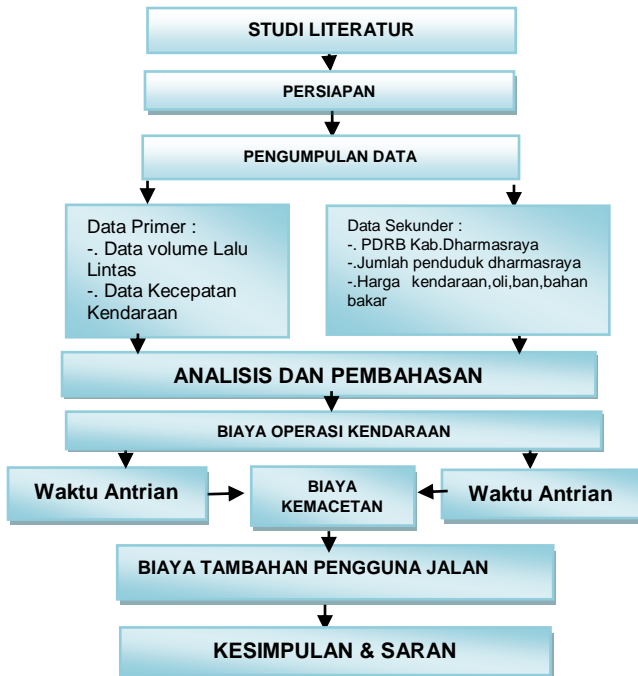 STUDI LITERATUR
PERSIAPAN
PENGUMPULAN DATA
Data Primer :
-. Data volume Lalu
Lintas
-. Data Kecepatan
Kendaraan
Data Sekunder :
-. PDRB Kab.Dharmasraya
-.Jumlah penduduk dharmasraya
-.Harga kendaraan,oli,ban,bahan
bakar
ANALISIS DAN PEMBAHASAN
BIAYA OPERASI KENDARAAN
Waktu Antrian
BIAYA
KEMACETAN
Waktu Antrian
BIAYA TAMBAHAN PENGGUNA JALAN
KESIMPULAN & SARAN